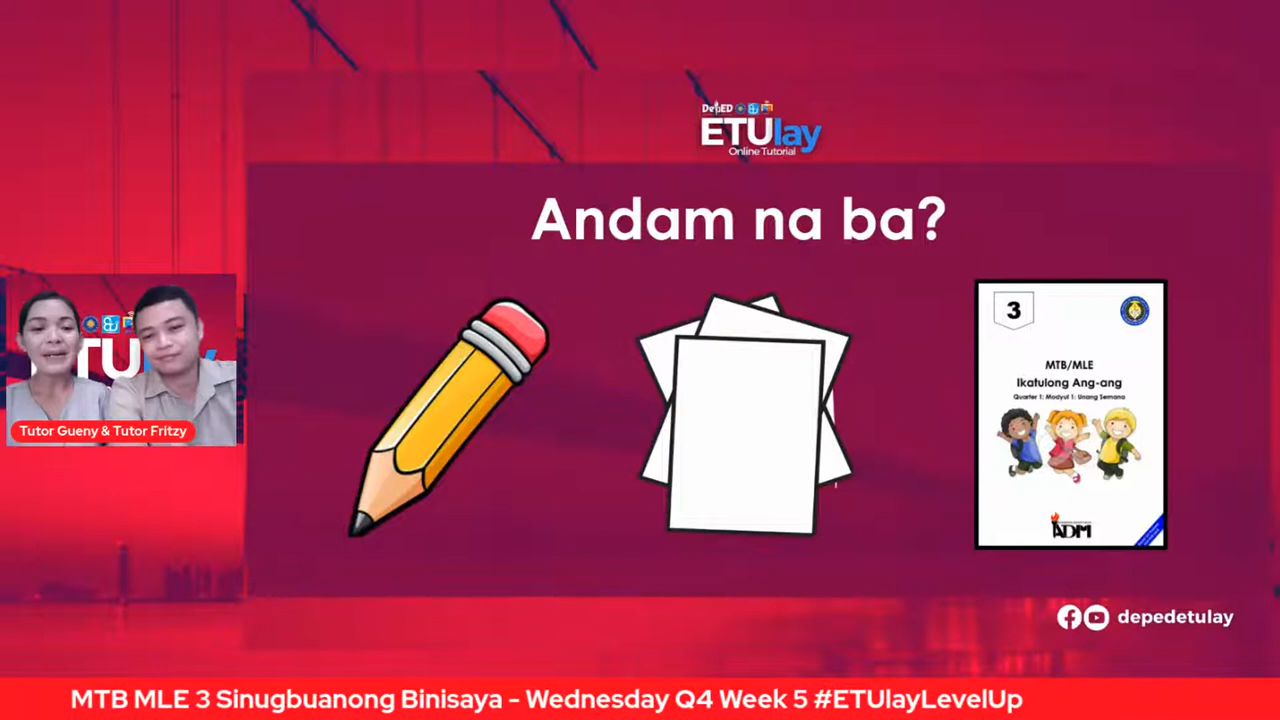 DepED
ETUlay
Online Tutorial
Andam na ba?
TUlay
Tutor Gueny & Tutor Fritzy
3
MTB/MLE
Ikatulong Ang-ang
Quarter 1: Modyul 1: Unang Semana
ADM
depedetulay
MTB MLE 3 Sinugbuanong Binisaya - Wednesday Q4 Week 5 #ETUlayLevelUp